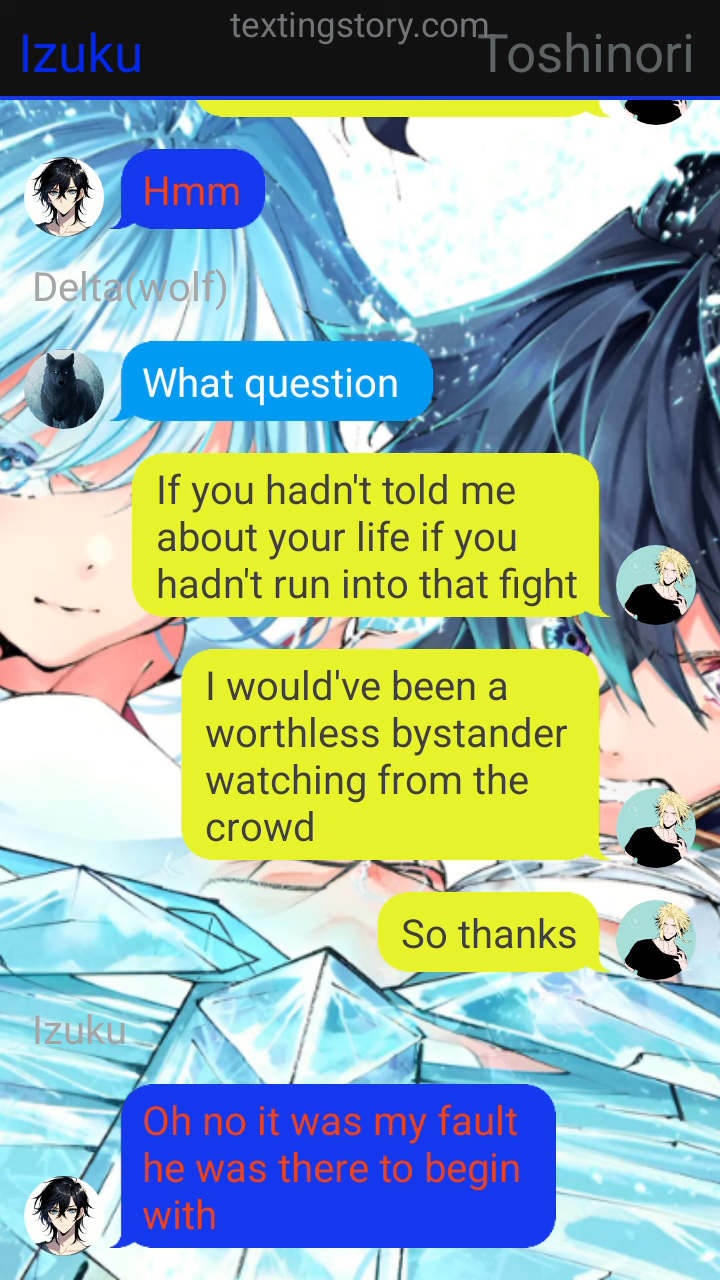 textingstory.com
Izuku
Toshinori
Hmm
Delta(wolf)
What question
If you hadn't told me
about your life if you
hadn't run into that fight
I would've been a
worthless bystander
watching from the
crowd
So thanks
Izuku
Oh no it was my fault
he was there to begin
with